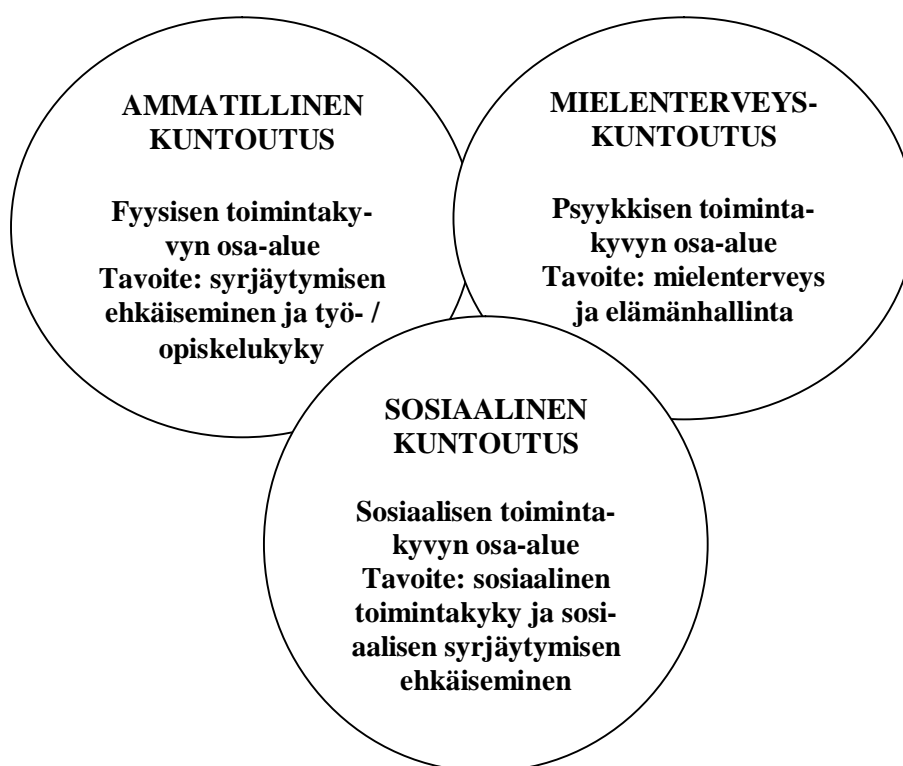 AMMATILLINEN
KUNTOUTUS
Fyysisen toimintaky-
vyn osa-alue
Tavoite: syrjäytymisen
ehkäiseminen ja työ- /
opiskelukyky
MIELENTERVEYS-
KUNTOUTUS
Psyykkisen toiminta-
kyvyn osa-alue
Tavoite: mielenterveys
ja elämänhallinta
SOSIAALINEN
KUNTOUTUS
Sosiaalisen toiminta-
kyvyn osa-alue
Tavoite: sosiaalinen
toimintakyky ja sosi-
aalisen syrjäytymisen
ehkäiseminen